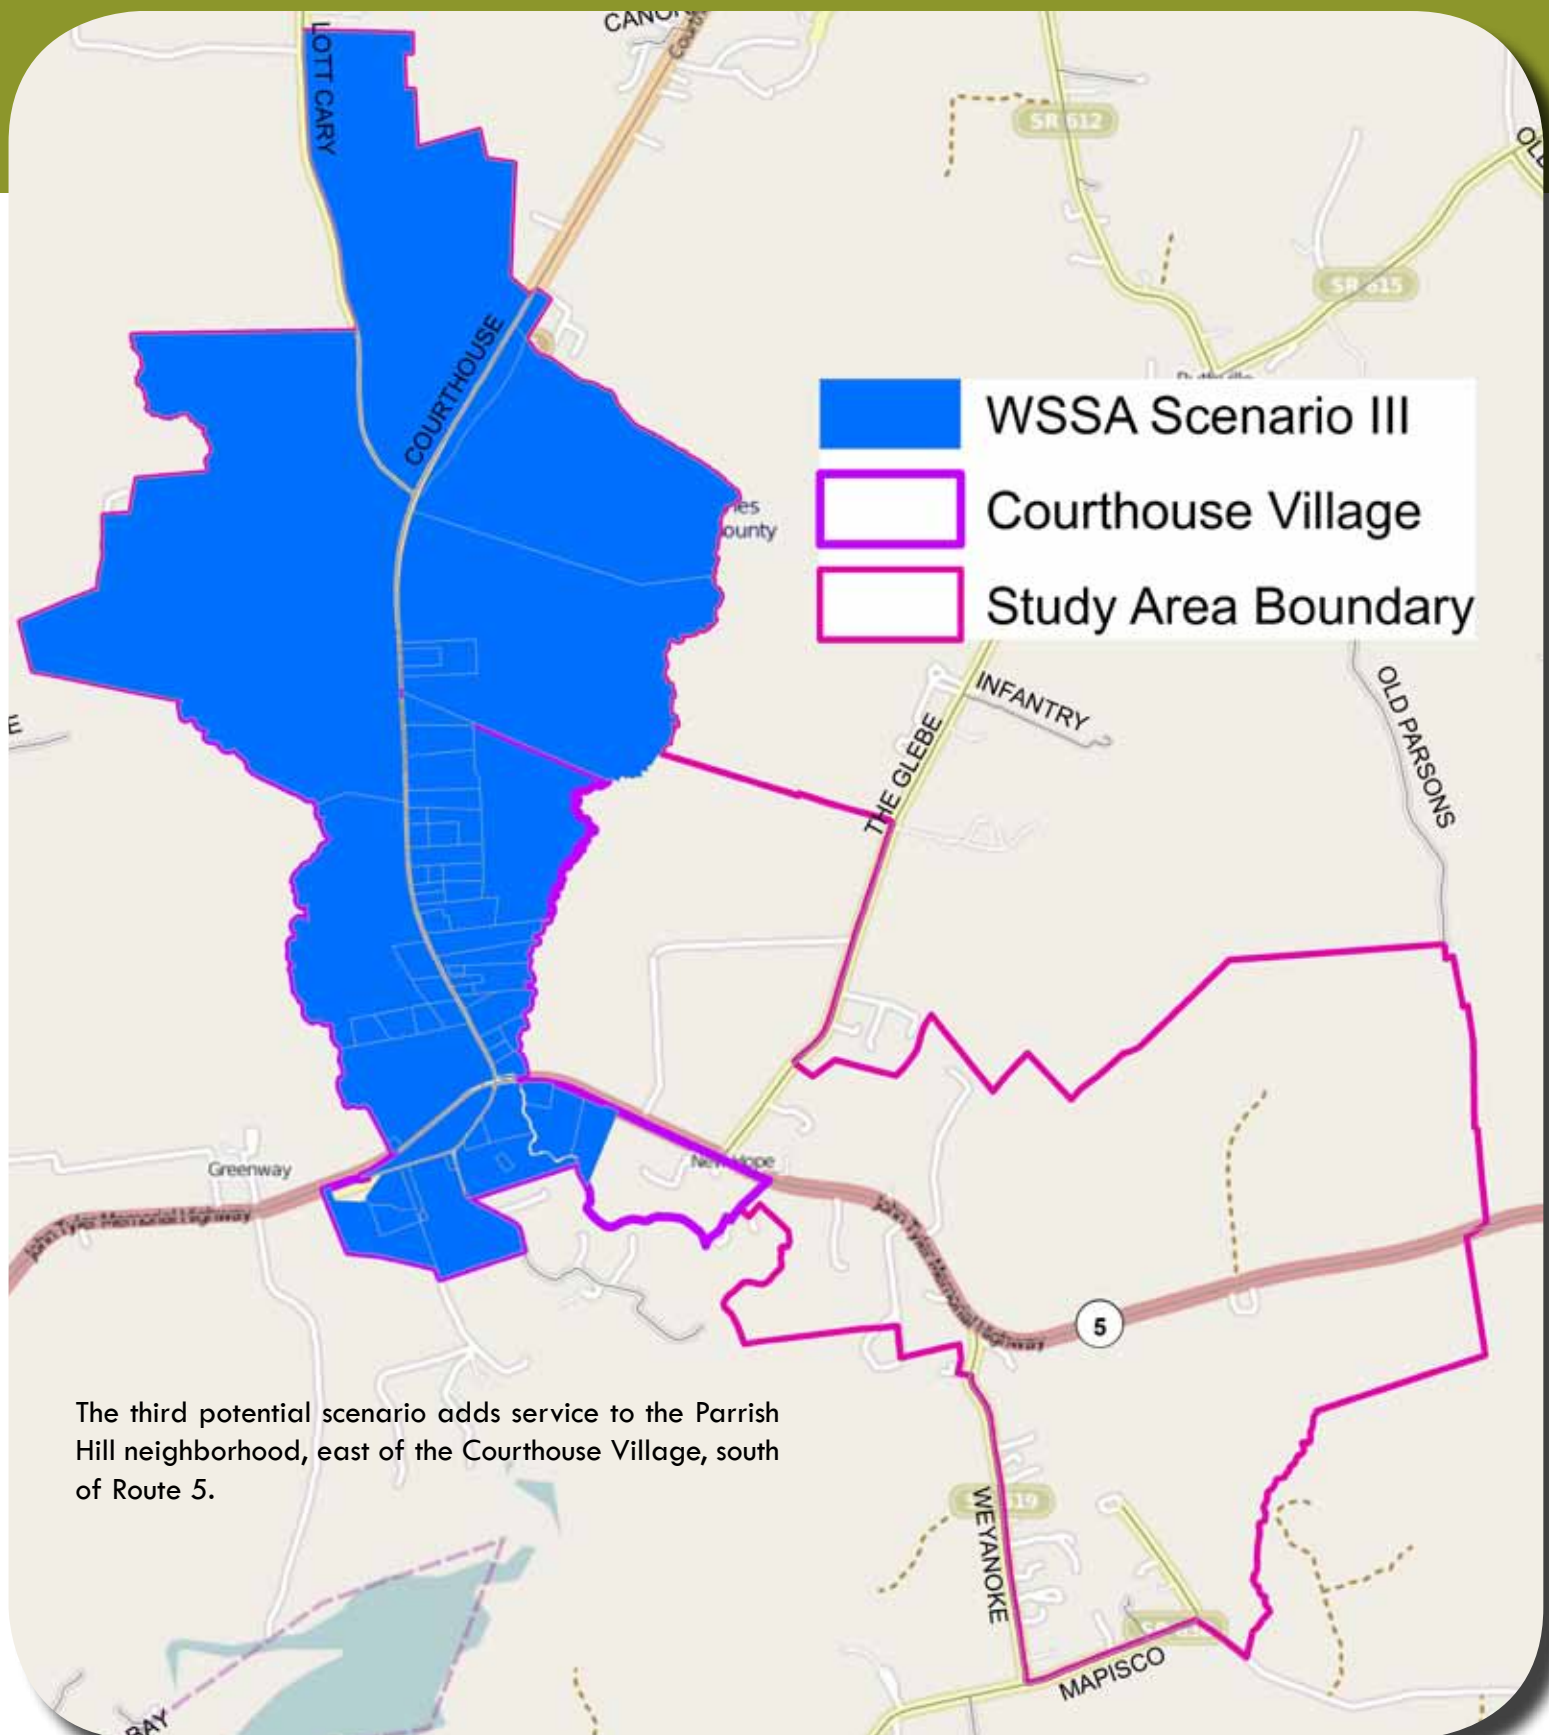 LOTT CARY
SR 612
SR 615
COURTHOUSE
WSSA Scenario III
Courthouse Village
Study Area Boundary
INFANTRY
THE GLEBE
OLD PARSONS
Greenway
New Hope
John Tyler Memorial Highway
John Tyler Memorial Highway
5
The third potential scenario adds service to the Parrish
Hill neighborhood, east of the Courthouse Village, south
of Route 5.
WEYANOKE
MAPISCO
BAY